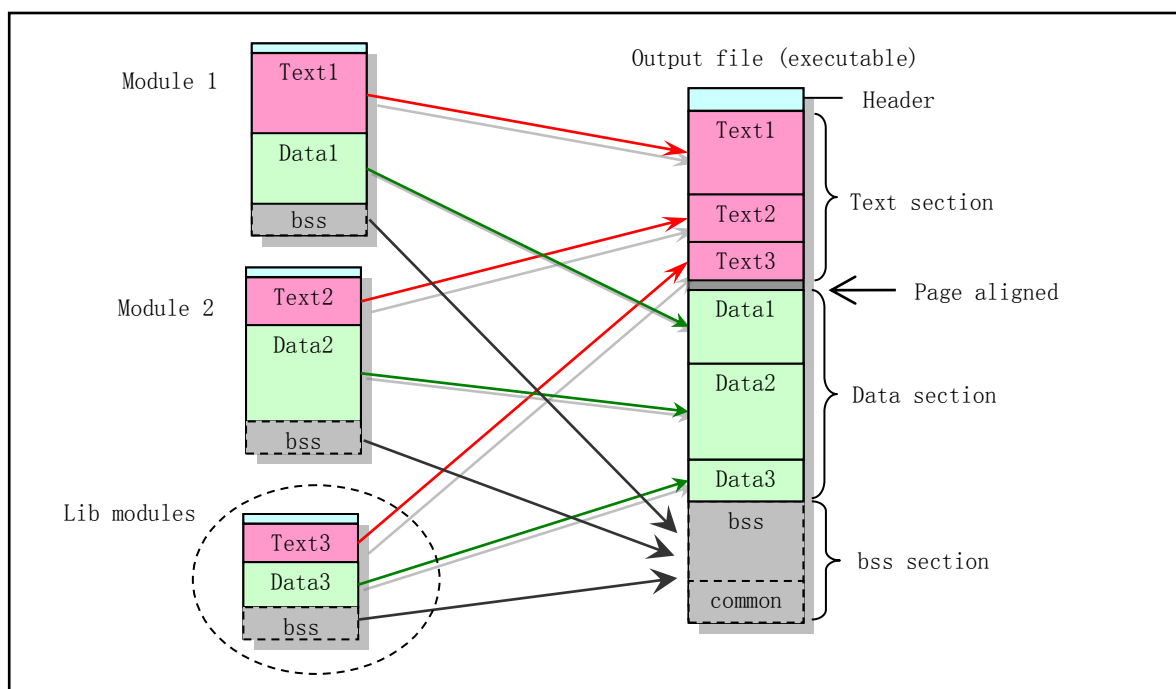 Module 1
Text1
Data1
bss
Module 2
Text2
Data2
bss
Lib modules
Text3
Data3
bss
Output file (executable)
Header
Text1
Text2
Text3
Text section
Page aligned
Data1
Data2
Data3
Data section
bss
common
bss section